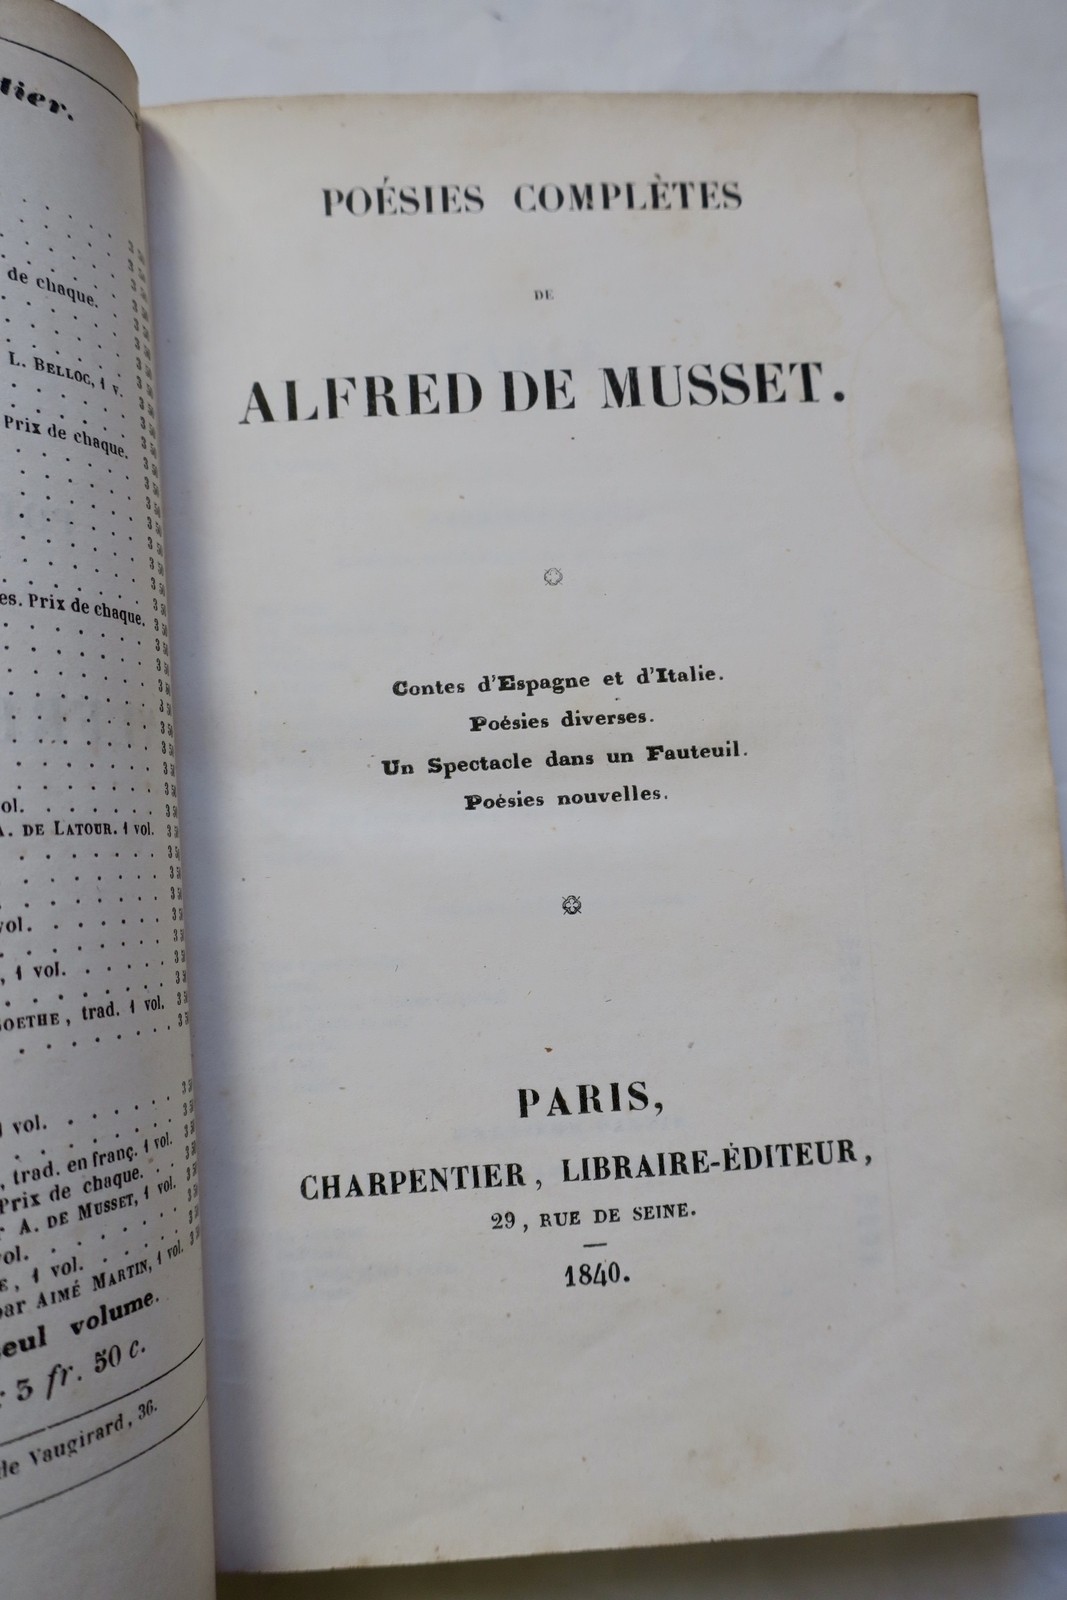 de chaque.
L. BELLOC, 1 v.
Prix de chaque.
es. Prix de chaque.
ol.
A. DE LATOUR. 1 vol.
vol.
, 1 vol.
GOETHE, trad. 1 vol.
1 vol.
, trad. en franç. 1 vol.
Prix de chaque.
r A. DE MUSSET, 1 vol.
vol.
E, 1 vol.
par AIMÉ MARTIN, 1 vol.
seul volume.
3 fr. 50 c.
de Vaugirard, 36.
POÉSIES COMPLÈTES
DE
ALFRED DE MUSSET.
Contes d'Espagne et d'Italie.
Poésies diverses.
Un Spectacle dans un Fauteuil.
Poésies nouvelles.
PARIS,
CHARPENTIER, LIBRAIRE-ÉDITEUR,
29, RUE DE SEINE.
1840.